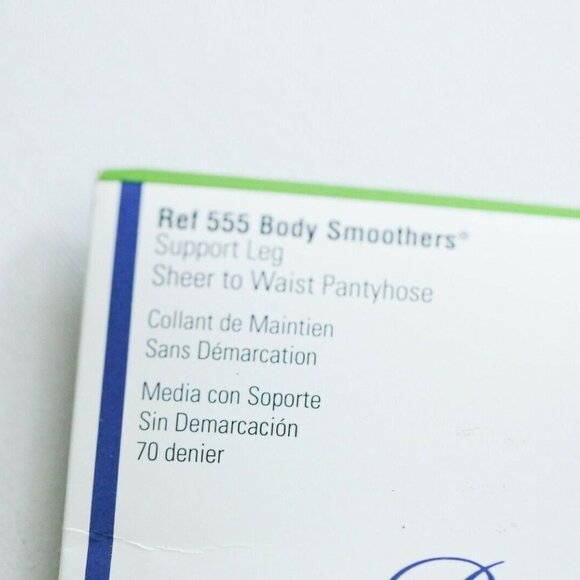 Ref 555 Body Smoothers®
Support Leg
Sheer to Waist Pantyhose
Collant de Maintien
Sans Démarcation
Media con Soporte
Sin Demarcación
70 denier